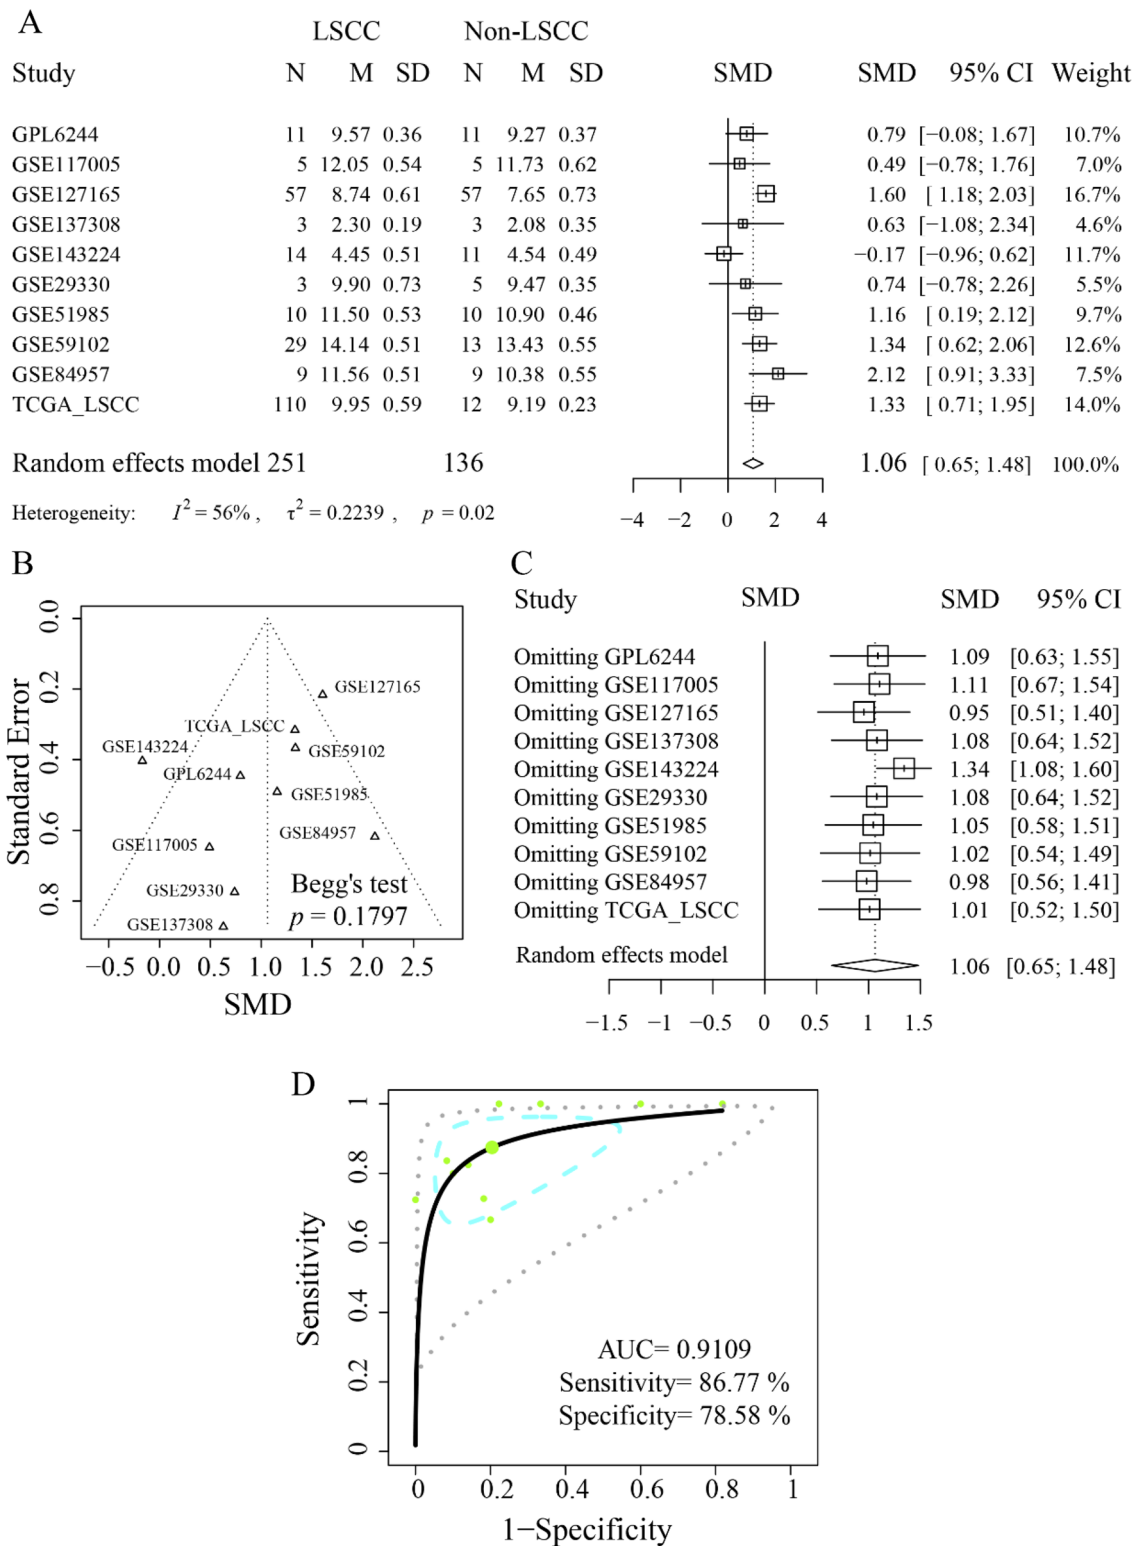 A
LSCC Non-LSCC
Study N M SD N M SD SMD SMD 95% CI Weight
GPL6244 11 9.57 0.36 11 9.27 0.37 0.79 [−0.08; 1.67] 10.7%
GSE117005 5 12.05 0.54 5 11.73 0.62 0.49 [−0.78; 1.76] 7.0%
GSE127165 57 8.74 0.61 57 7.65 0.73 1.60 [ 1.18; 2.03] 16.7%
GSE137308 3 2.30 0.19 3 2.08 0.35 0.63 [−1.08; 2.34] 4.6%
GSE143224 14 4.45 0.51 11 4.54 0.49 −0.17 [−0.96; 0.62] 11.7%
GSE29330 3 9.90 0.73 5 9.47 0.35 0.74 [−0.78; 2.26] 5.5%
GSE51985 10 11.50 0.53 10 10.90 0.46 1.16 [ 0.19; 2.12] 9.7%
GSE59102 29 14.14 0.51 13 13.43 0.55 1.34 [ 0.62; 2.06] 12.6%
GSE84957 9 11.56 0.51 9 10.38 0.55 2.12 [ 0.91; 3.33] 7.5%
TCGA_LSCC 110 9.95 0.59 12 9.19 0.23 1.33 [ 0.71; 1.95] 14.0%
Random effects model 251 136 1.06 [ 0.65; 1.48] 100.0%
Heterogeneity: I² = 56% , τ² = 0.2239 , p = 0.02
−4 −2 0 2 4
B
Standard Error
0.0
0.2
0.4
0.6
0.8
GSE127165
TCGA_LSCC
GSE143224
GSE59102
GPL6244
GSE51985
GSE84957
GSE117005
GSE29330
GSE137308
Begg's test
p = 0.1797
−0.5 0.0 0.5 1.0 1.5 2.0 2.5
SMD
C
Study SMD SMD 95% CI
Omitting GPL6244 1.09 [0.63; 1.55]
Omitting GSE117005 1.11 [0.67; 1.54]
Omitting GSE127165 0.95 [0.51; 1.40]
Omitting GSE137308 1.08 [0.64; 1.52]
Omitting GSE143224 1.34 [1.08; 1.60]
Omitting GSE29330 1.08 [0.64; 1.52]
Omitting GSE51985 1.05 [0.58; 1.51]
Omitting GSE59102 1.02 [0.54; 1.49]
Omitting GSE84957 0.98 [0.56; 1.41]
Omitting TCGA_LSCC 1.01 [0.52; 1.50]
Random effects model 1.06 [0.65; 1.48]
−1.5 −1 −0.5 0 0.5 1 1.5
D
Sensitivity
1
0.8
0.6
0.4
0.2
0
AUC= 0.9109
Sensitivity= 86.77 %
Specificity= 78.58 %
0 0.2 0.4 0.6 0.8 1
1−Specificity